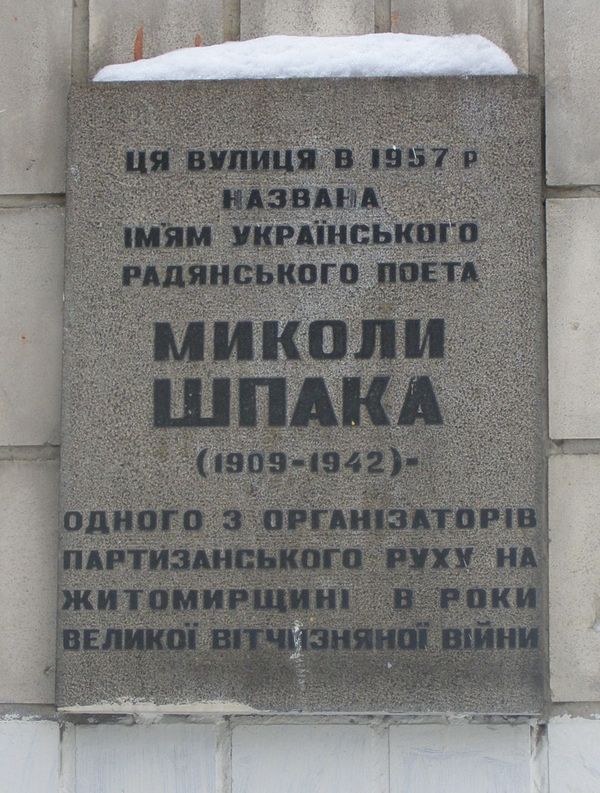 ЦЯ ВУЛИЦЯ В 1957 р
НАЗВАНА
ІМ'ЯМ УКРАЇНСЬКОГО
РАДЯНСЬКОГО ПОЕТА
МИКОЛИ
ШПАКА
(1909-1942)-
ОДНОГО З ОРГАНІЗАТОРІВ
ПАРТИЗАНСЬКОГО РУХУ НА
ЖИТОМИРЩИНІ В РОКИ
ВЕЛИКОЇ ВІТЧИЗНЯНОЇ ВІЙНИ